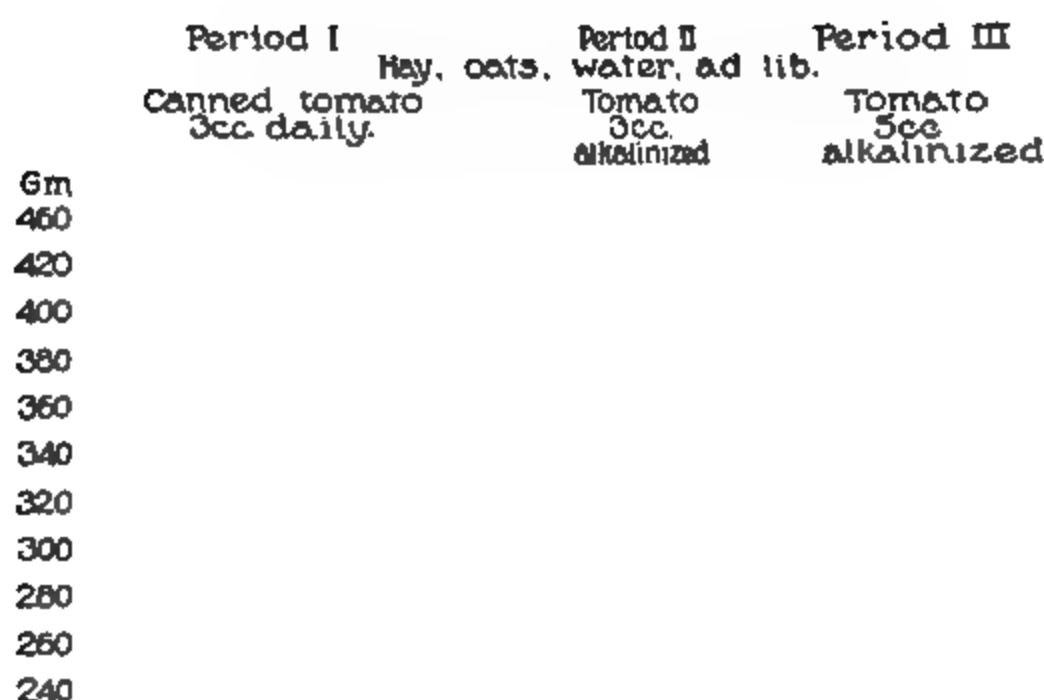 Period I Period II Period III
Hay, oats, water, ad lib.
Canned tomato Tomato Tomato
3cc. daily. 3cc. 5cc
alkalinized alkalinized
Gm
460
420
400
380
360
340
320
300
280
260
240